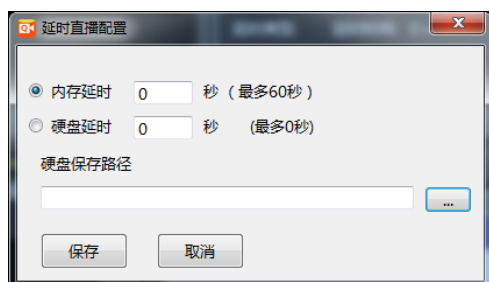 延时直播配置
内存延时 0 秒 ( 最多60秒 )
硬盘延时 0 秒 (最多0秒)
硬盘保存路径
...
保存 取消